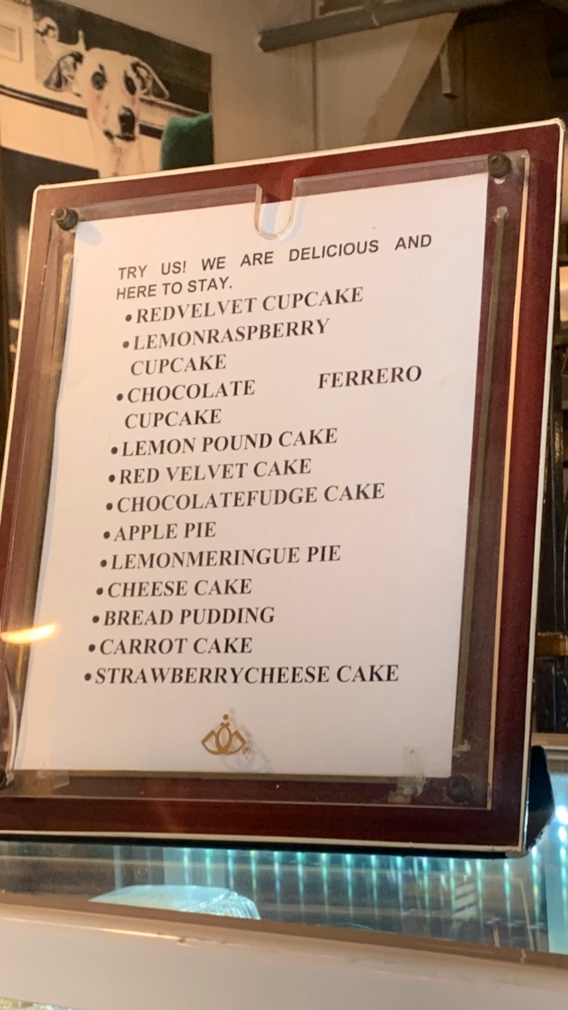 TRY US! WE ARE DELICIOUS AND
HERE TO STAY.
•REDVELVET CUPCAKE
•LEMONRASPBERRY
CUPCAKE
•CHOCOLATE FERRERO
CUPCAKE
•LEMON POUND CAKE
•RED VELVET CAKE
•CHOCOLATEFUDGE CAKE
•APPLE PIE
•LEMONMERINGUE PIE
•CHEESE CAKE
•BREAD PUDDING
•CARROT CAKE
•STRAWBERRYCHEESE CAKE